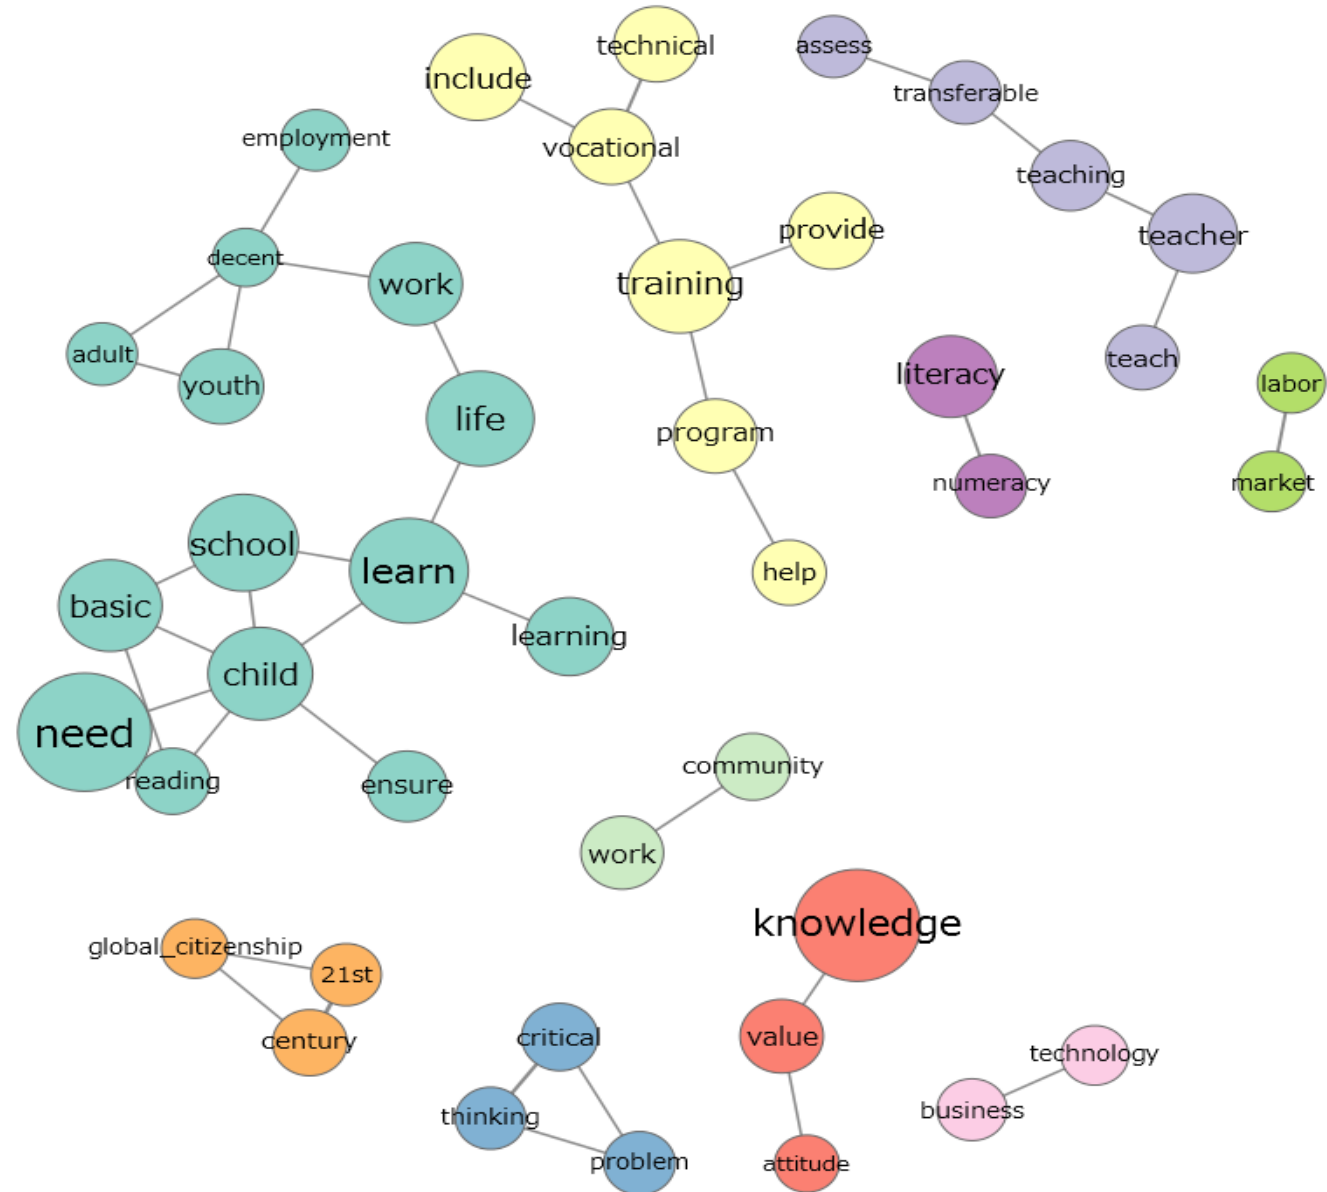 technical
assess
include
transferable
employment
vocational
teaching
provide
teacher
decent
work
training
adult
youth
teach
literacy
labor
life
program
numeracy
market
school
learn
help
basic
learning
child
need
reading
ensure
community
work
knowledge
global_citizenship
21st
century
critical
value
technology
thinking
business
problem
attitude